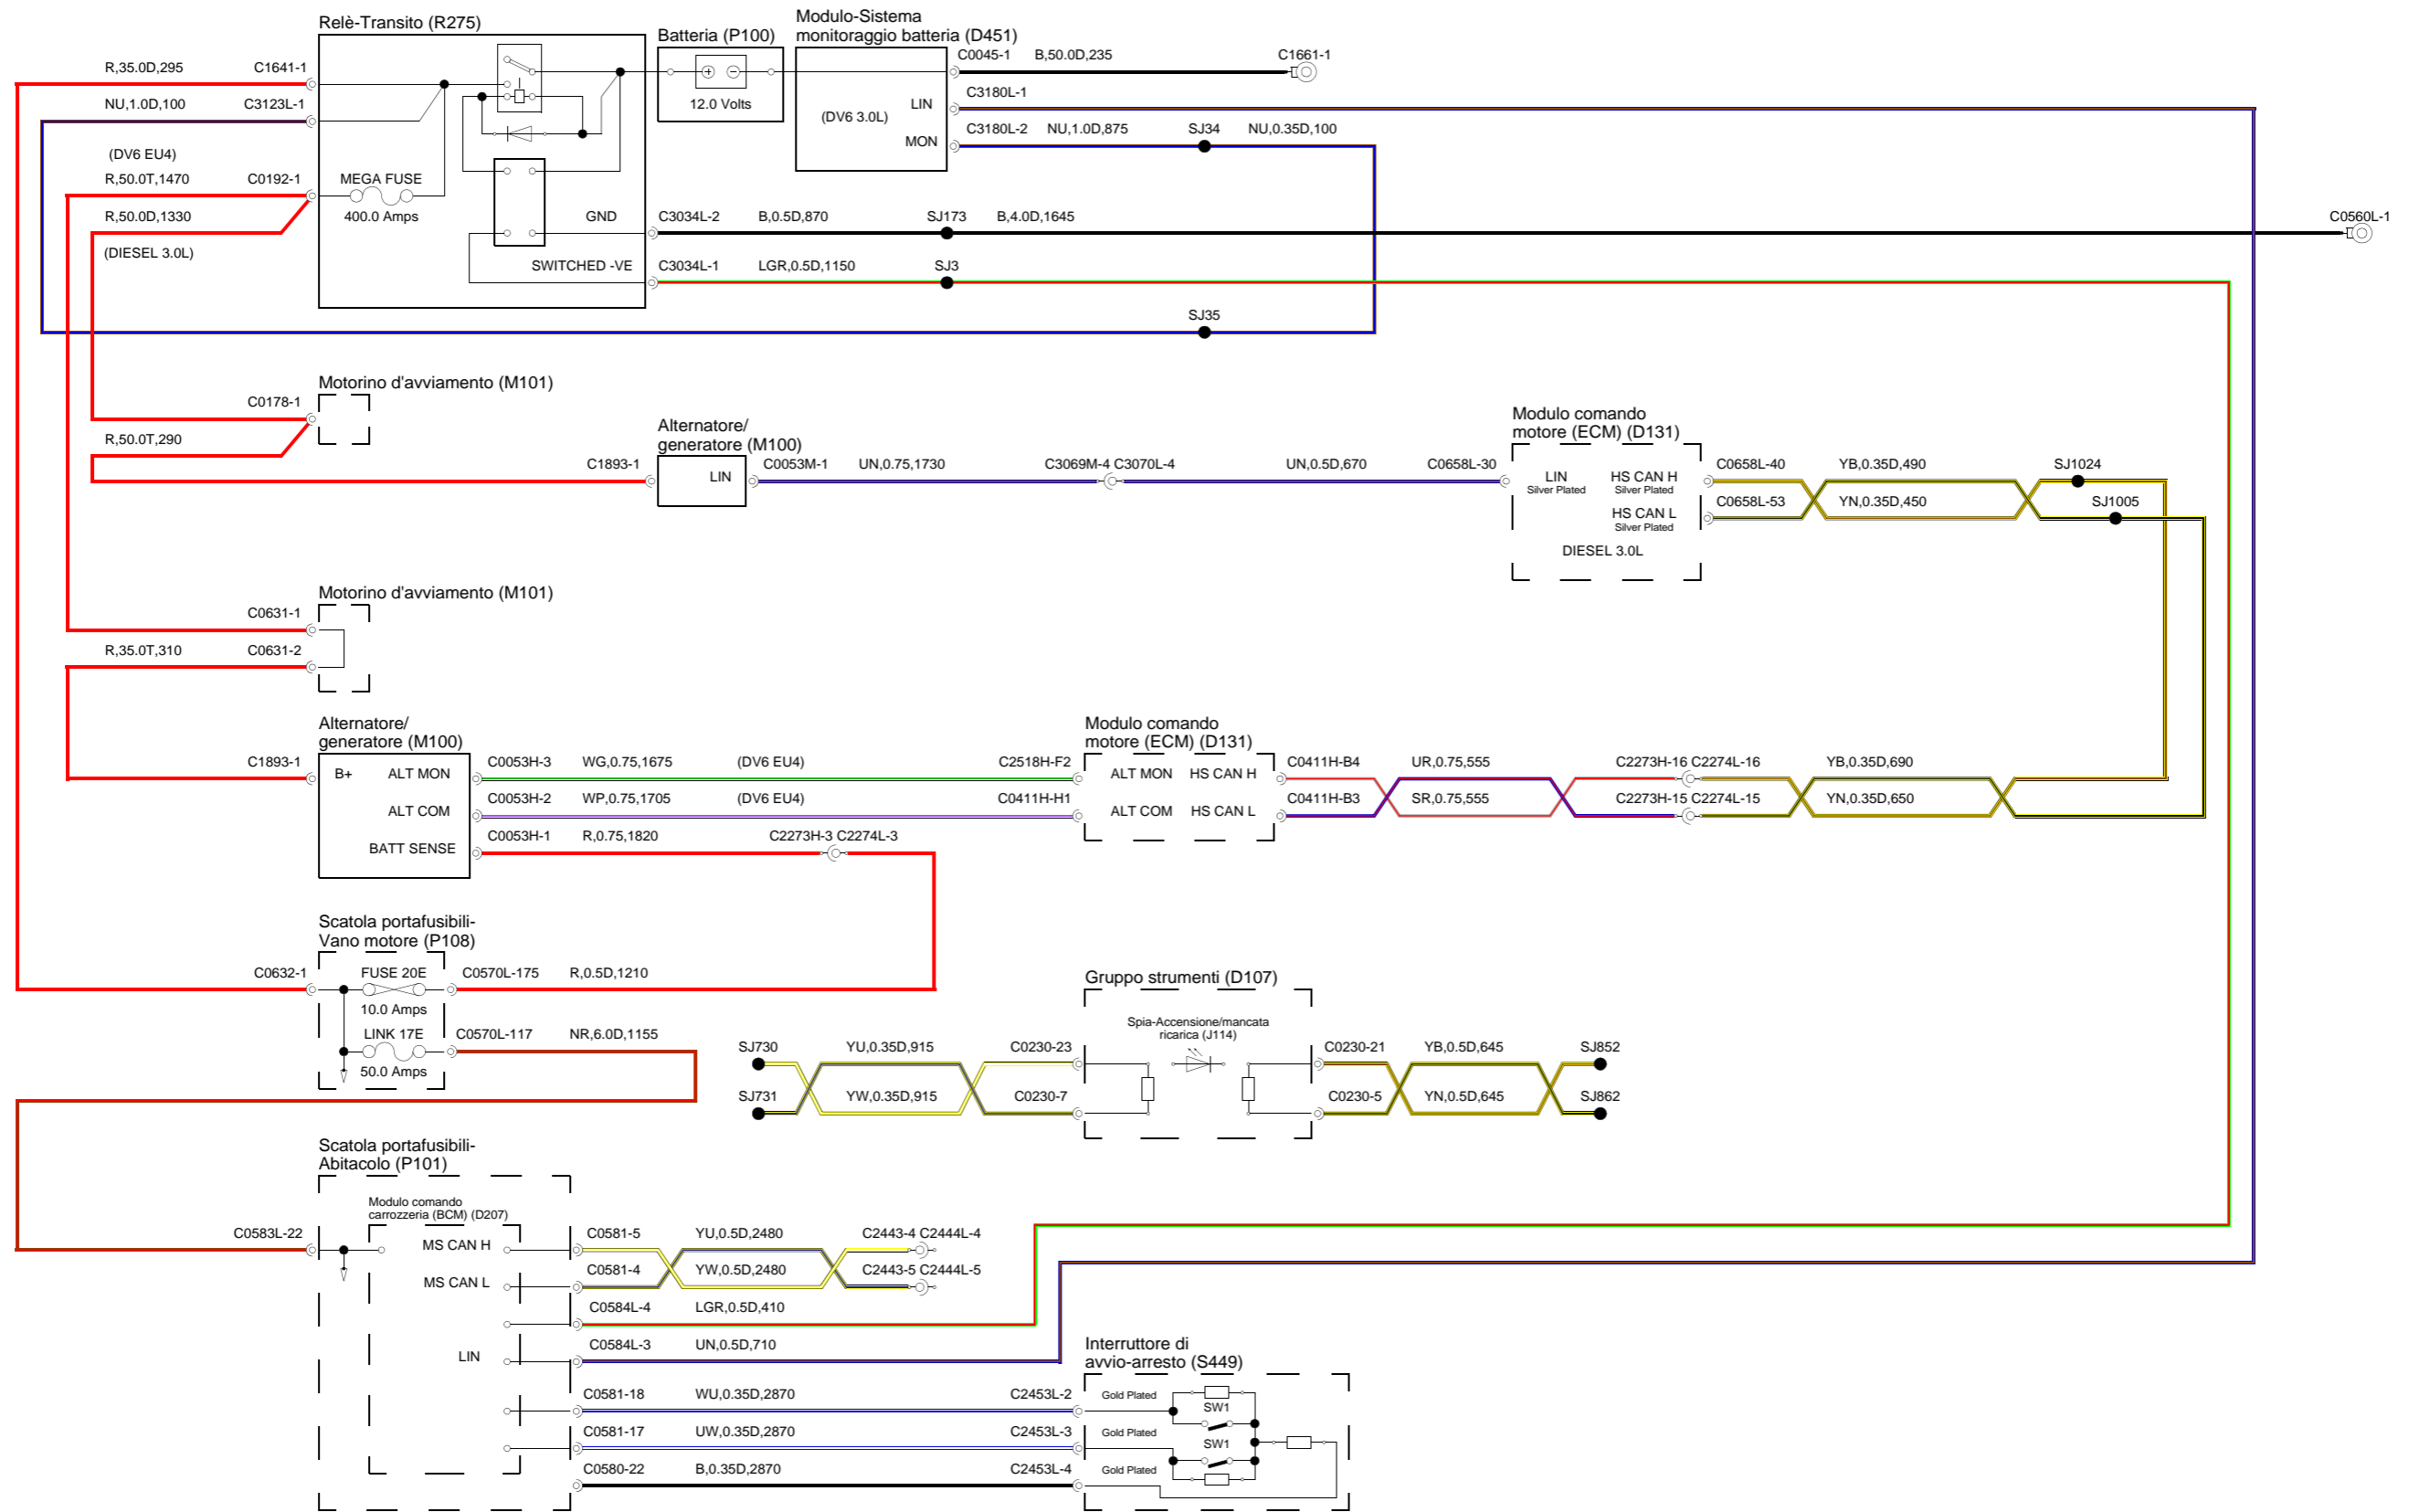 Relè-Transito (R275)
Batteria (P100)
Modulo-Sistema
monitoraggio batteria (D451)
R,35.0D,295 C1641-1
C0045-1 B,50.0D,235 C1661-1
NU,1.0D,100 C3123L-1
12.0 Volts
(DV6 3.0L)
LIN
C3180L-1
MON
C3180L-2 NU,1.0D,875 SJ34 NU,0.35D,100
(DV6 EU4)
R,50.0T,1470 C0192-1
MEGA FUSE
400.0 Amps
R,50.0D,1330
(DIESEL 3.0L)
GND
C3034L-2 B,0.5D,870 SJ173 B,4.0D,1645 C0560L-1
SWITCHED -VE
C3034L-1 LGR,0.5D,1150 SJ3
SJ35
Motorino d'avviamento (M101)
C0178-1
R,50.0T,290
Alternatore/
generatore (M100)
C1893-1
LIN
C0053M-1 UN,0.75,1730 C3069M-4 C3070L-4 UN,0.5D,670 C0658L-30
Modulo comando
motore (ECM) (D131)
LIN
Silver Plated
HS CAN H
Silver Plated
HS CAN L
Silver Plated
DIESEL 3.0L
C0658L-40 YB,0.35D,490 SJ1024
C0658L-53 YN,0.35D,450 SJ1005
Motorino d'avviamento (M101)
C0631-1
R,35.0T,310 C0631-2
Alternatore/
generatore (M100)
C1893-1
B+
ALT MON
ALT COM
BATT SENSE
C0053H-3 WG,0.75,1675 (DV6 EU4) C2518H-F2
C0053H-2 WP,0.75,1705 (DV6 EU4) C0411H-H1
C0053H-1 R,0.75,1820 C2273H-3 C2274L-3
Modulo comando
motore (ECM) (D131)
ALT MON HS CAN H
ALT COM HS CAN L
C0411H-B4 UR,0.75,555 C2273H-16 C2274L-16 YB,0.35D,690
C0411H-B3 SR,0.75,555 C2273H-15 C2274L-15 YN,0.35D,650
Scatola portafusibili-
Vano motore (P108)
C0632-1
FUSE 20E
10.0 Amps
C0570L-175 R,0.5D,1210
LINK 17E
50.0 Amps
C0570L-117 NR,6.0D,1155
Gruppo strumenti (D107)
Spia-Accensione/mancata
ricarica (J114)
SJ730 YU,0.35D,915 C0230-23
SJ731 YW,0.35D,915 C0230-7
C0230-21 YB,0.5D,645 SJ852
C0230-5 YN,0.5D,645 SJ862
Scatola portafusibili-
Abitacolo (P101)
Modulo comando
carrozzeria (BCM) (D207)
C0583L-22
MS CAN H
C0581-5 YU,0.5D,2480 C2443-4 C2444L-4
MS CAN L
C0581-4 YW,0.5D,2480 C2443-5 C2444L-5
C0584L-4 LGR,0.5D,410
LIN
C0584L-3 UN,0.5D,710
C0581-18 WU,0.35D,2870 C2453L-2
C0581-17 UW,0.35D,2870 C2453L-3
C0580-22 B,0.35D,2870 C2453L-4
Interruttore di
avvio-arresto (S449)
Gold Plated
SW1
Gold Plated
SW1
Gold Plated